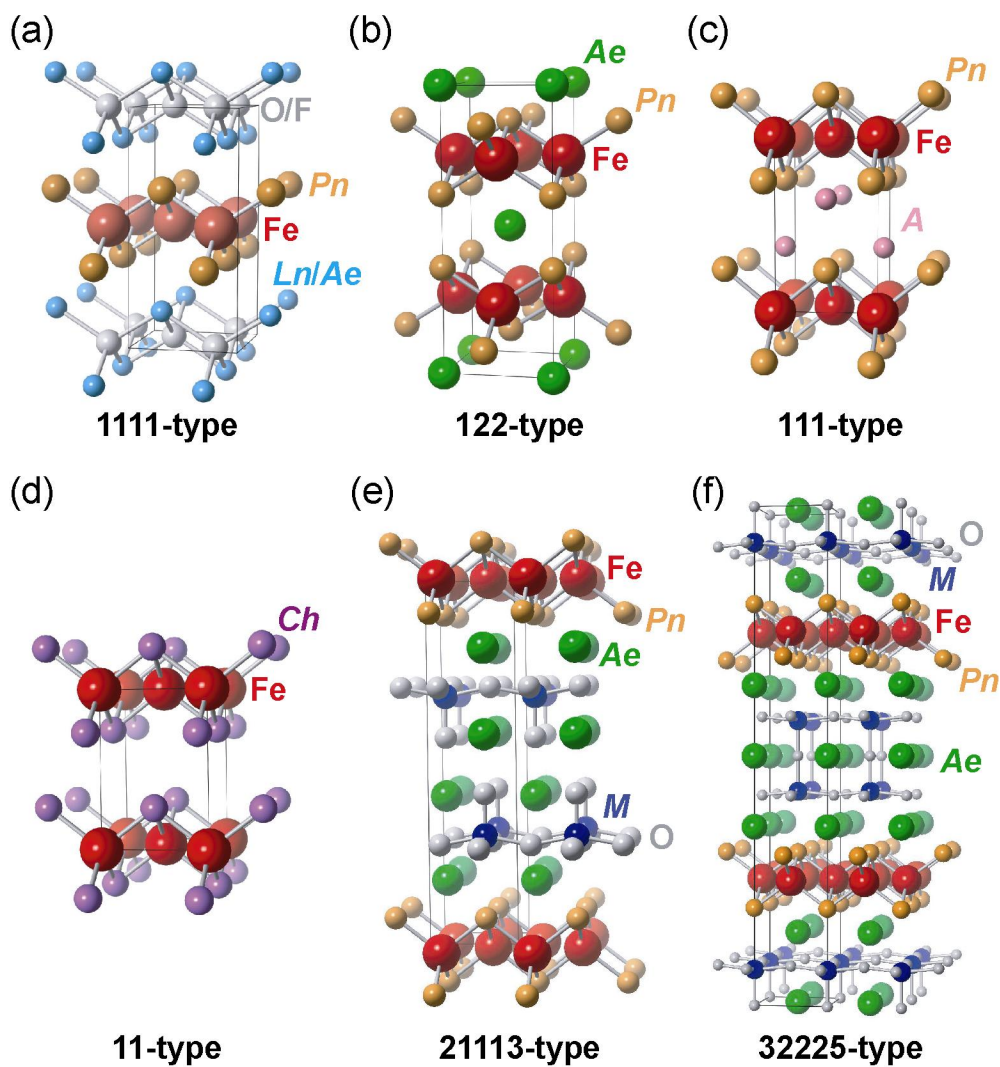 (a)
O/F
Pn
Fe
Ln/Ae
1111-type
(b)
Ae
Pn
Fe
122-type
(c)
Pn
Fe
A
111-type
(d)
Ch
Fe
11-type
(e)
Fe
Pn
Ae
M
O
21113-type
(f)
O
M
Fe
Pn
Ae
32225-type